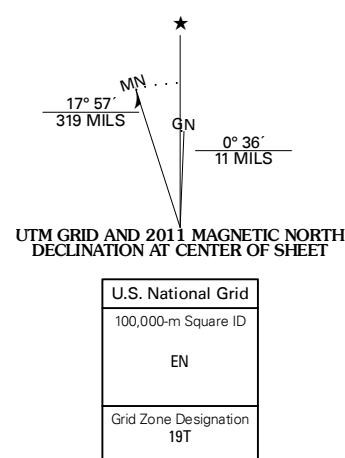 ★
MN
GN
17° 57´
319 MILS
0° 36´
11 MILS
UTM GRID AND 2011 MAGNETIC NORTH
DECLINATION AT CENTER OF SHEET
U.S. National Grid
100,000-m Square ID
EN
Grid Zone Designation
19T